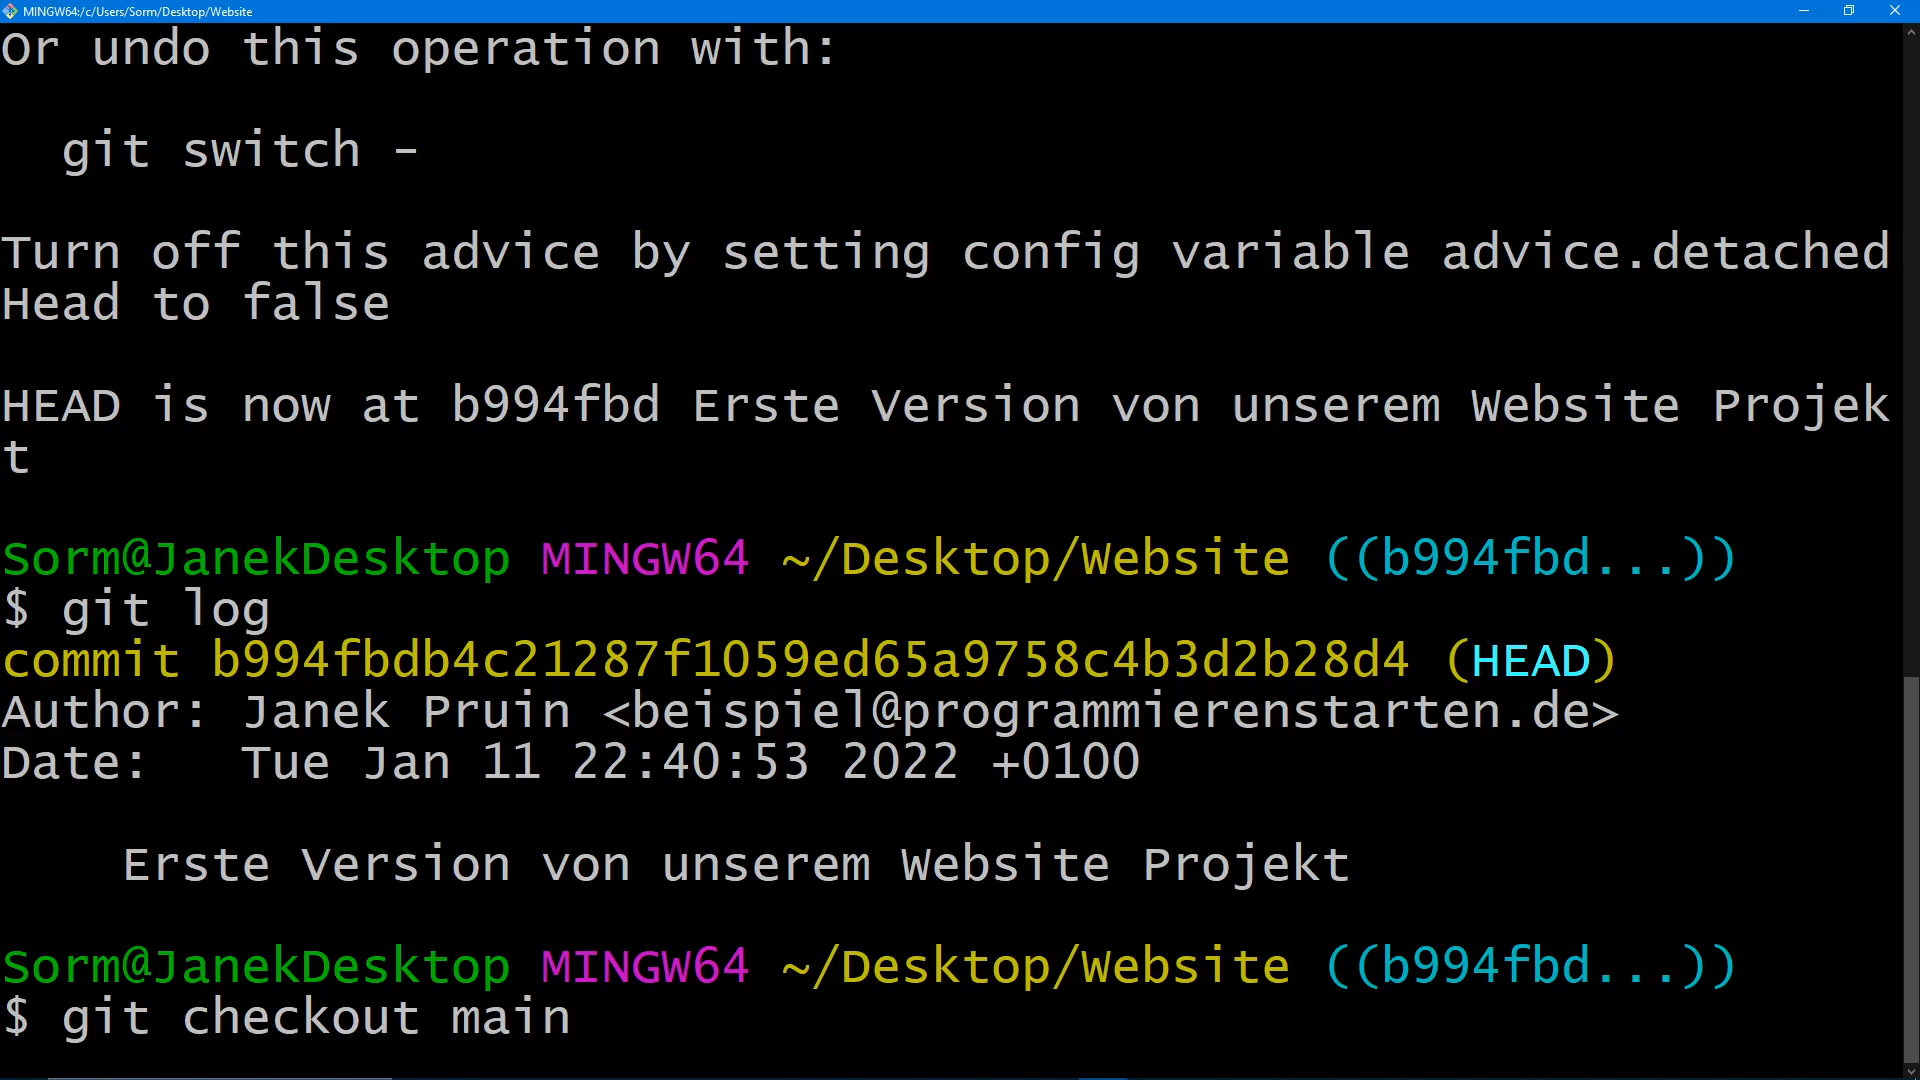 MINGW64:/c/Users/Sorm/Desktop/Website
Or undo this operation with:
git switch -
Turn off this advice by setting config variable advice.detached
Head to false
HEAD is now at b994fbd Erste Version von unserem Website Projek
t
Sorm@JanekDesktop MINGW64 ~/Desktop/Website ((b994fbd...))
$ git log
commit b994fbdb4c21287f1059ed65a9758c4b3d2b28d4 (HEAD)
Author: Janek Pruin <beispiel@programmierenstarten.de>
Date:   Tue Jan 11 22:40:53 2022 +0100
Erste Version von unserem Website Projekt
Sorm@JanekDesktop MINGW64 ~/Desktop/Website ((b994fbd...))
$ git checkout main